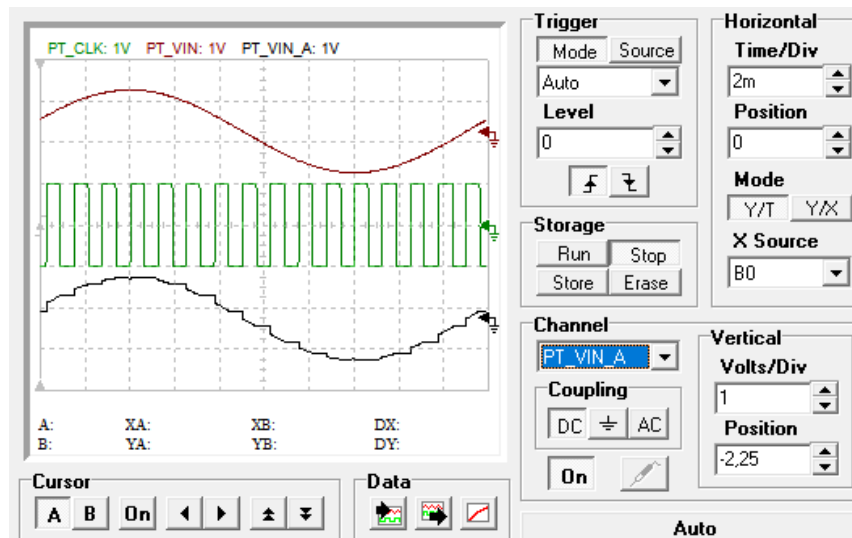 PT_CLK: 1V PT_VIN: 1V PT_VIN_A: 1V
A: XA: XB: DX:
B: YA: YB: DY:
Cursor
A B On
Data
Trigger
Mode Source
Auto
Level
0
Storage
Run Stop
Store Erase
Horizontal
Time/Div
2m
Position
0
Mode
Y/T Y/X
X Source
B0
Channel
PT_VIN_A
Coupling
DC AC
On
Vertical
Volts/Div
1
Position
-2,25
Auto